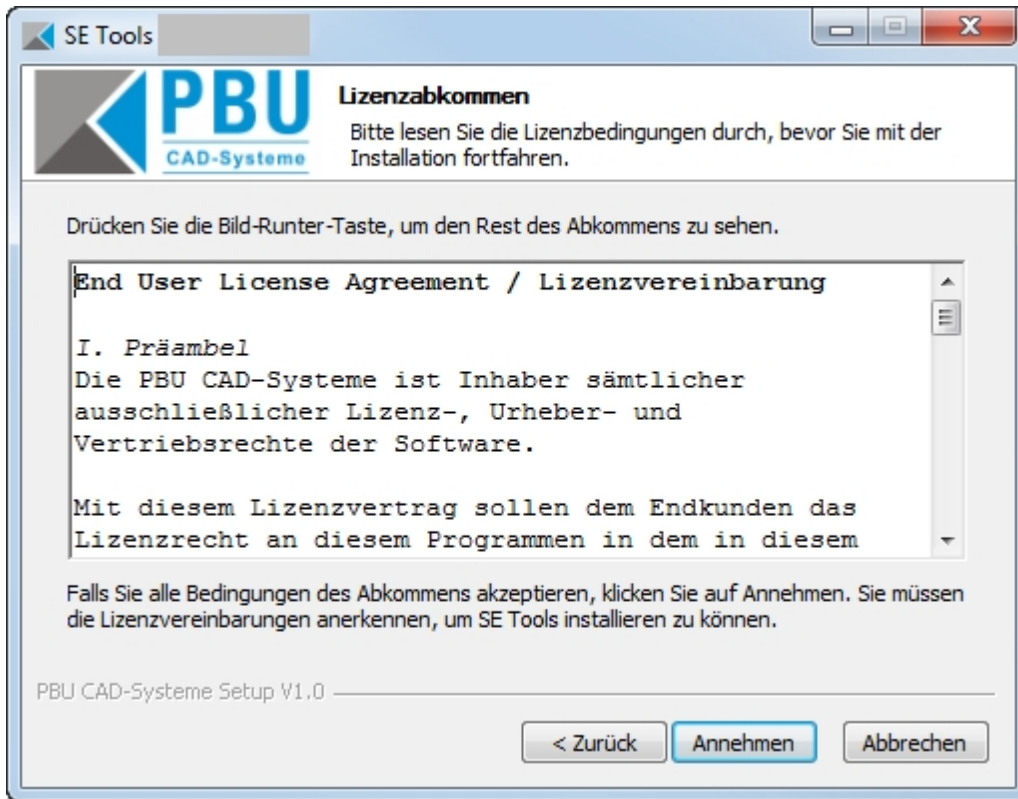 SE Tools
PBU
CAD-Systeme
Lizenzabkommen
Bitte lesen Sie die Lizenzbedingungen durch, bevor Sie mit der
Installation fortfahren.
Drücken Sie die Bild-Runter-Taste, um den Rest des Abkommens zu sehen.
End User License Agreement / Lizenzvereinbarung
I. Präambel
Die PBU CAD-Systeme ist Inhaber sämtlicher
ausschließlicher Lizenz-, Urheber- und
Vertriebsrechte der Software.
Mit diesem Lizenzvertrag sollen dem Endkunden das
Lizenzrecht an diesem Programmen in dem in diesem
Falls Sie alle Bedingungen des Abkommens akzeptieren, klicken Sie auf Annehmen. Sie müssen
die Lizenzvereinbarungen anerkennen, um SE Tools installieren zu können.
PBU CAD-Systeme Setup V1.0
< Zurück
Annehmen
Abbrechen